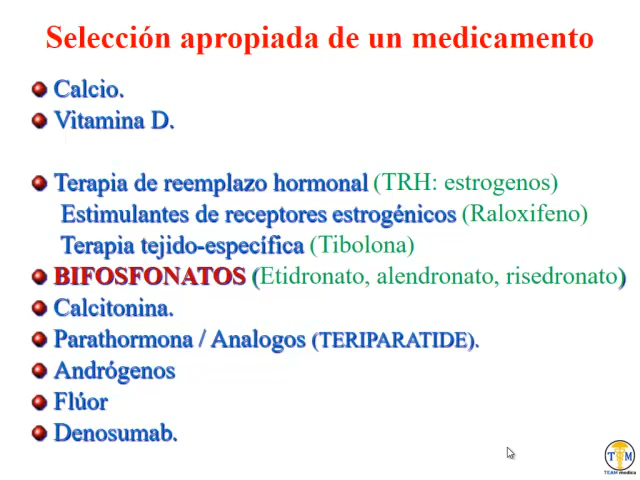 Selección apropiada de un medicamento
Calcio.
Vitamina D.
Terapia de reemplazo hormonal (TRH: estrogenos)
Estimulantes de receptores estrogénicos (Raloxifeno)
Terapia tejido-específica (Tibolona)
BIFOSFONATOS (Etidronato, alendronato, risedronato)
Calcitonina.
Parathormona / Analogos (TERIPARATIDE).
Andrógenos
Flúor
Denosumab.
T M
TEAM medica